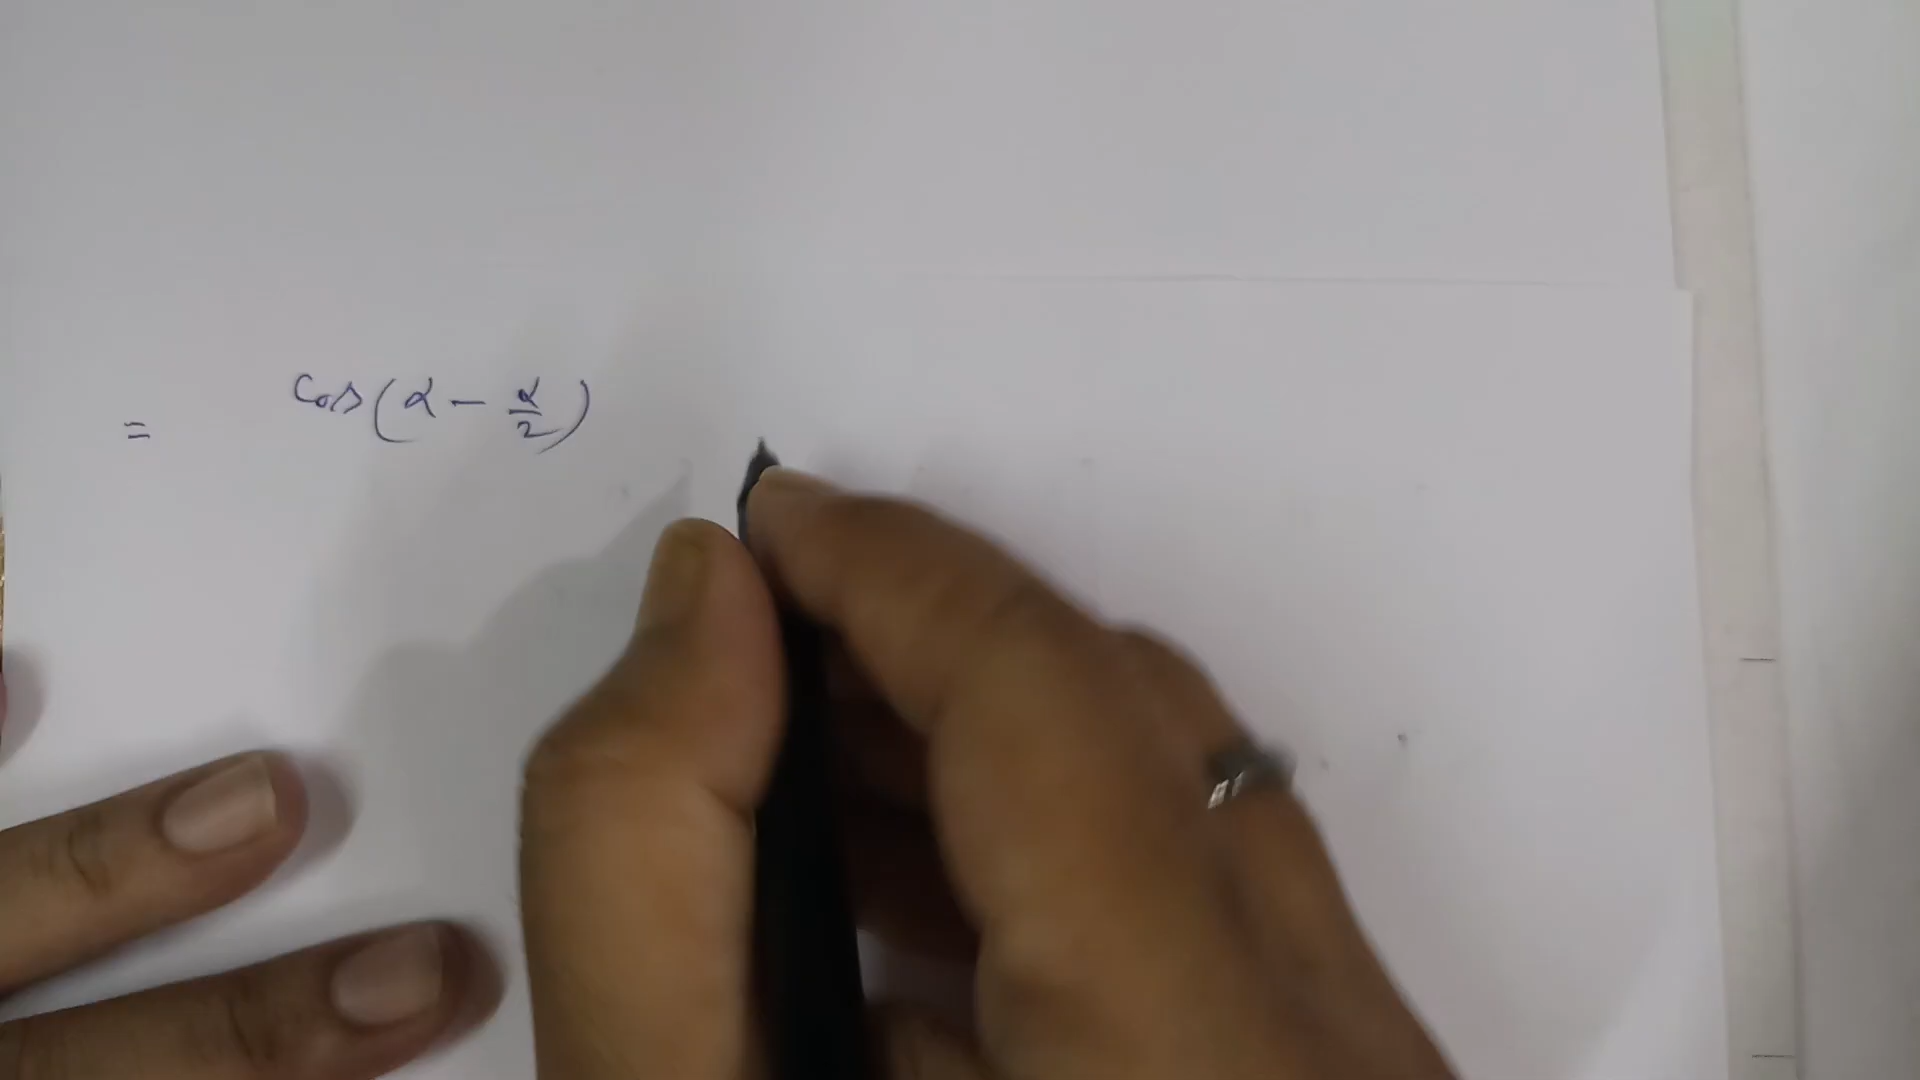 = Cos(α - α/2)